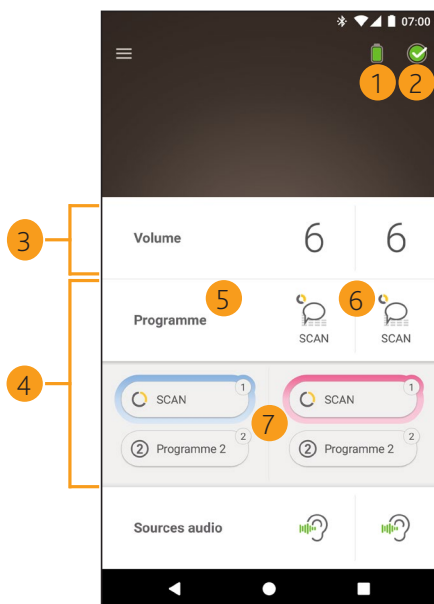 07:00
1 2
3 Volume 6 6
5 6
Programme
SCAN SCAN
4
SCAN 1 SCAN 1
7
2 Programme 2 2 2 Programme 2 2
Sources audio